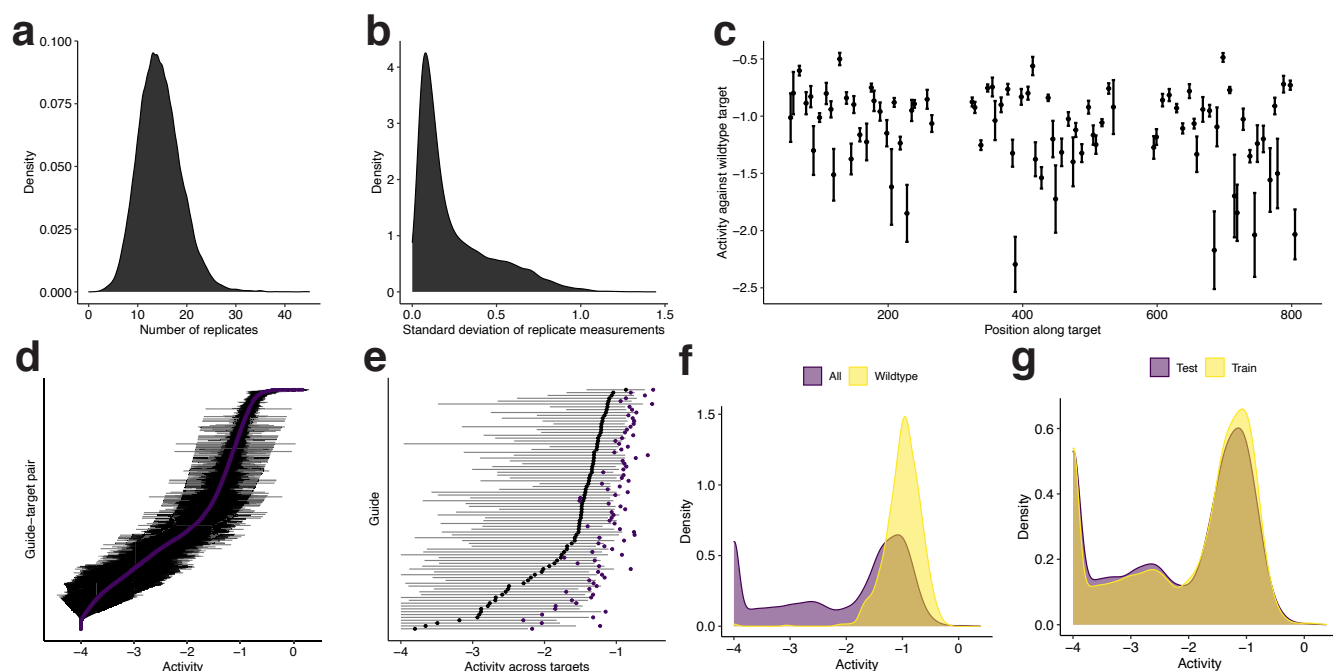 a
0.100
0.075
0.050
0.025
0.000
Density
0
10
20
30
40
Number of replicates
b
4
3
2
1
0
Density
0.0
0.5
1.0
1.5
Standard deviation of replicate measurements
c
−0.5
−1.0
−1.5
−2.0
−2.5
Activity against wildtype target
200
400
600
800
Position along target
d
Guide−target pair
−4
−3
−2
−1
0
Activity
e
Guide
−4
−3
−2
−1
Activity across targets
f
All
Wildtype
1.5
1.0
0.5
0.0
Density
−4
−3
−2
−1
0
Activity
g
Test
Train
0.6
0.4
0.2
0.0
Density
−4
−3
−2
−1
0
Activity